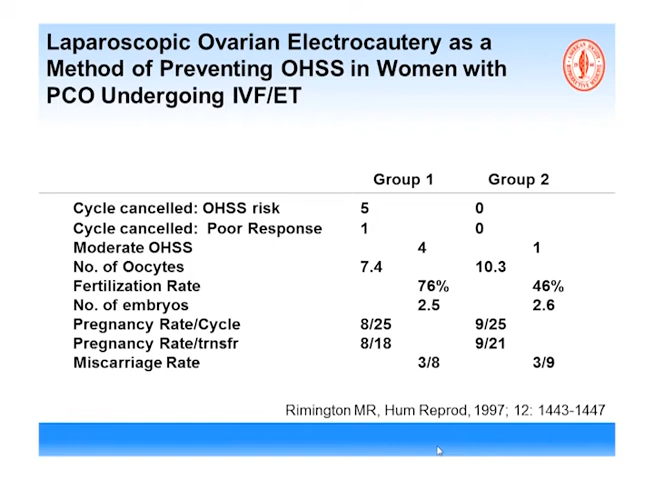 Laparoscopic Ovarian Electrocautery as a
Method of Preventing OHSS in Women with
PCO Undergoing IVF/ET
Group 1 Group 2
Cycle cancelled: OHSS risk 5 0
Cycle cancelled: Poor Response 1 0
Moderate OHSS 4 1
No. of Oocytes 7.4 10.3
Fertilization Rate 76% 46%
No. of embryos 2.5 2.6
Pregnancy Rate/Cycle 8/25 9/25
Pregnancy Rate/trnsfr 8/18 9/21
Miscarriage Rate 3/8 3/9
Rimington MR, Hum Reprod, 1997; 12: 1443-1447